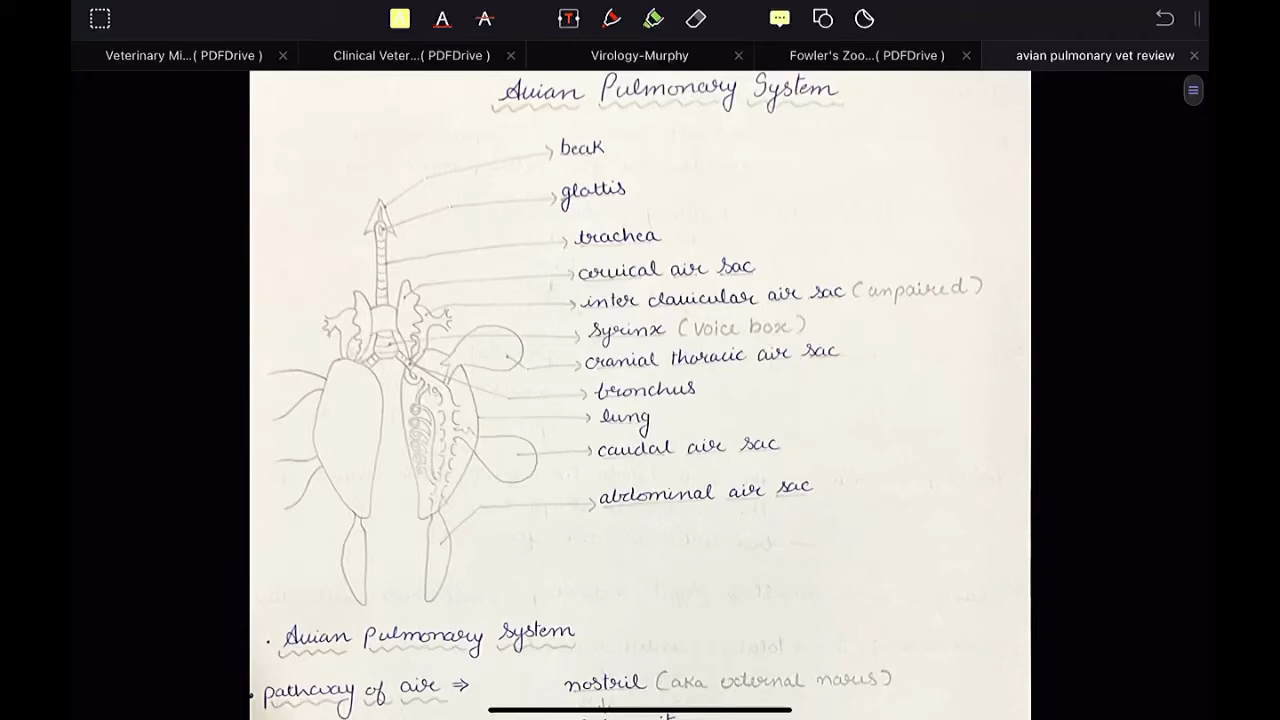 Veterinary Mi...( PDFDrive )
Clinical Veter...( PDFDrive )
Virology-Murphy
Fowler's Zoo...( PDFDrive )
avian pulmonary vet review
Avian Pulmonary System
beak
glottis
trachea
cervical air sac
inter clavicular air sac (unpaired)
syrinx (voice box)
cranial thoracic air sac
bronchus
lung
caudal air sac
abdominal air sac
. Avian pulmonary system
• pathway of air ⇒ nostril (aka external nares)